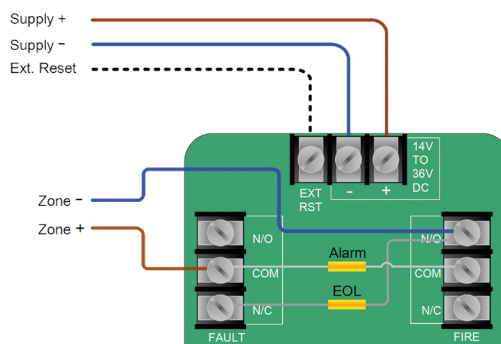 Supply +
Supply −
Ext. Reset
14V
TO
36V
DC
EXT
RST
−
+
Zone −
Zone +
N/O
COM
N/C
FAULT
Alarm
EOL
N/O
COM
N/C
FIRE